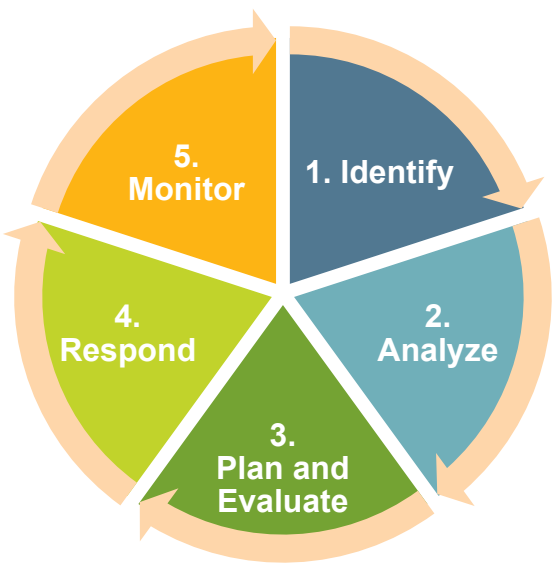 1. Identify
2.
Analyze
3.
Plan and
Evaluate
4.
Respond
5.
Monitor